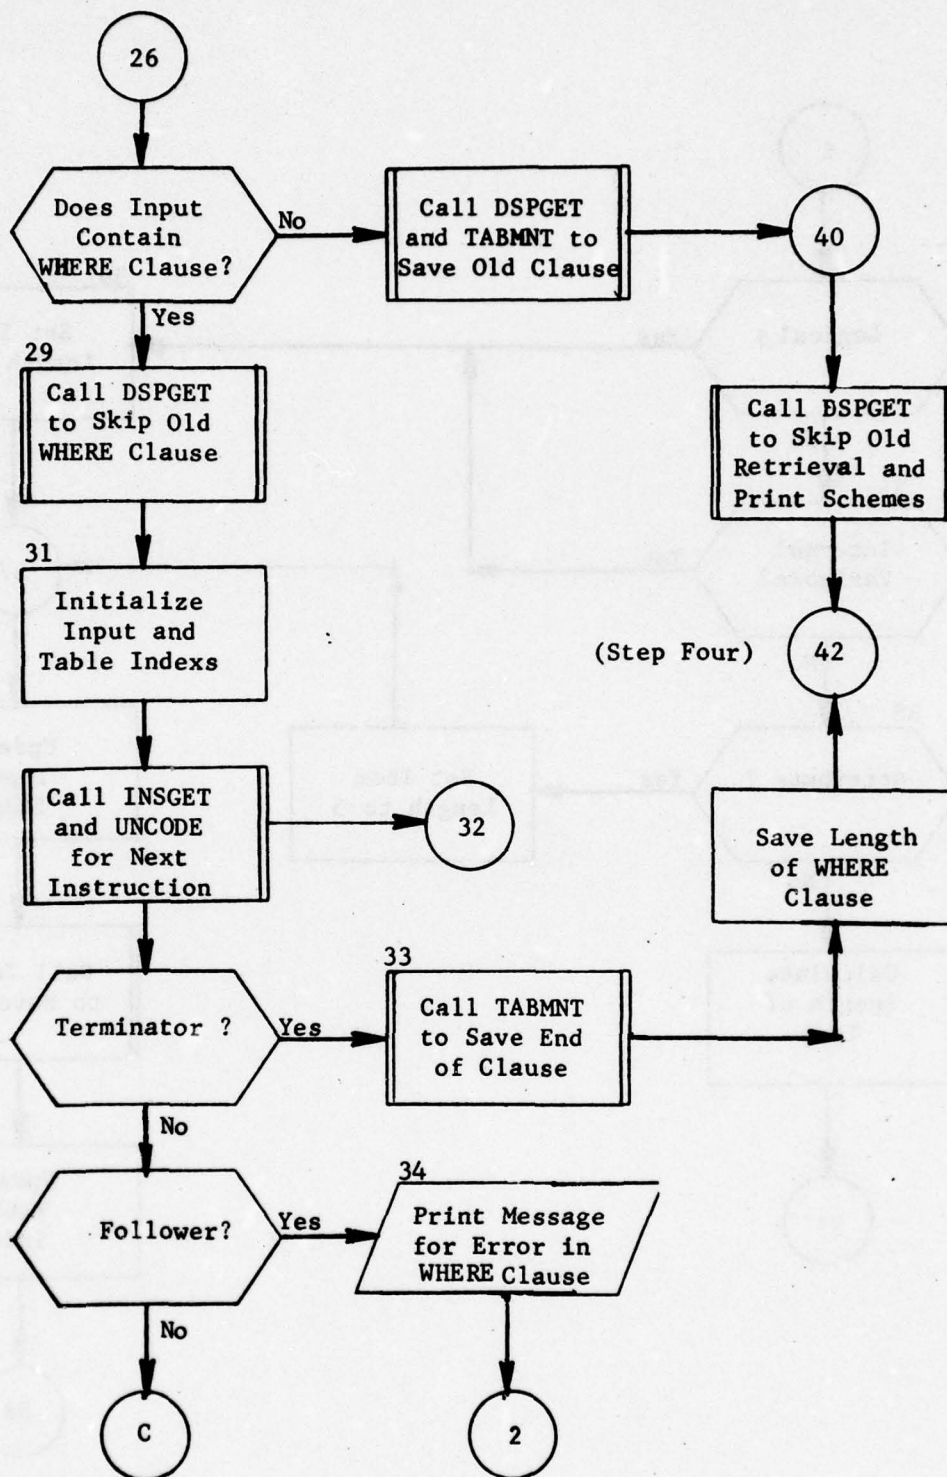 26
Does Input
Contain
WHERE Clause?
No
Call DSPGET
and TABMNT to
Save Old Clause
40
Yes
29
Call DSPGET
to Skip Old
WHERE Clause
Call DSPGET
to Skip Old
Retrieval and
Print Schemes
31
Initialize
Input and
Table Indexs
(Step Four)
42
Call INSGET
and UNCODE
for Next
Instruction
32
Save Length
of WHERE
Clause
Terminator ?
Yes
33
Call TABMNT
to Save End
of Clause
No
Follower?
Yes
34
Print Message
for Error in
WHERE Clause
No
C
2